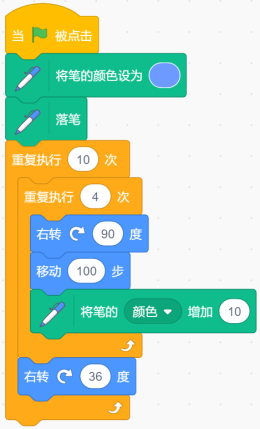 当 被点击
将笔的颜色设为
落笔
重复执行 10 次
重复执行 4 次
右转 90 度
移动 100 步
将笔的 颜色 增加 10
右转 36 度